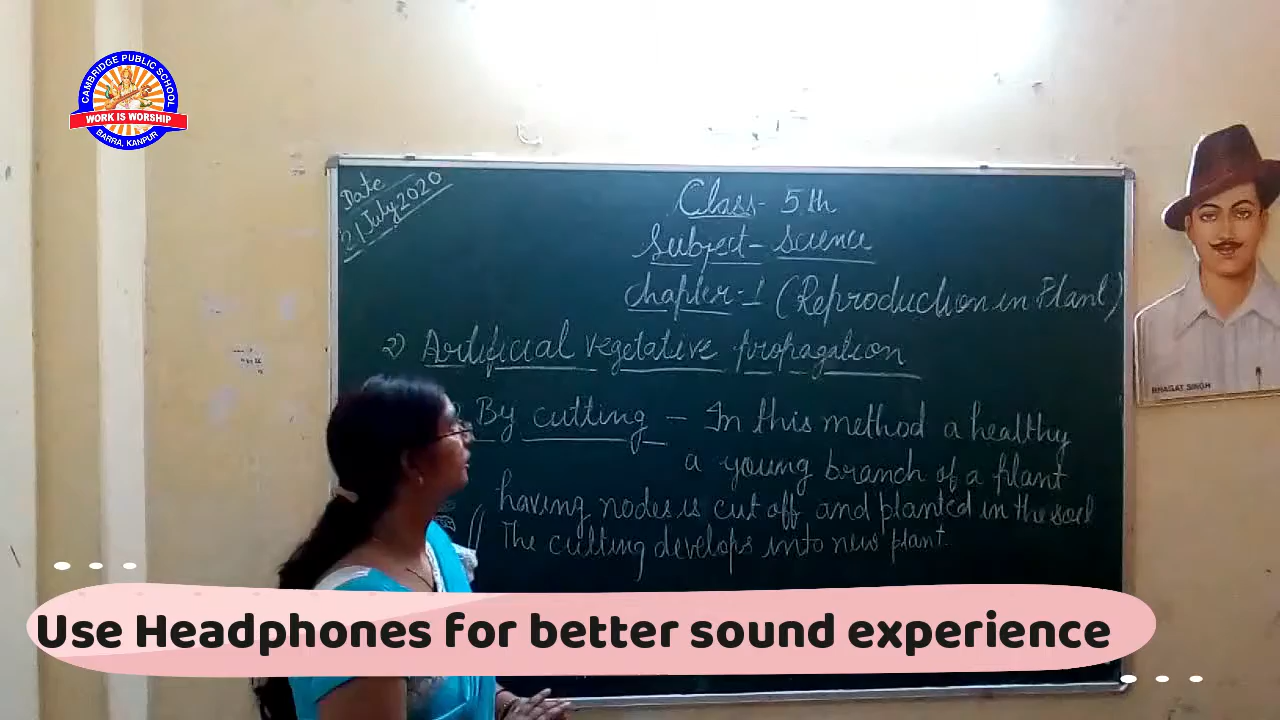 CAMBRIDGE PUBLIC SCHOOL
WORK IS WORSHIP
BARRA, KANPUR
Date
21 July 2020
Class - 5th
Subject - Science
Chapter - 1 (Reproduction in Plant)
2) Artificial vegetative propagation
By cutting - In this method a healthy
a young branch of a plant
having nodes is cut off and planted in the soil
The cutting develops into new plant.
BHAGAT SINGH
Use Headphones for better sound experience